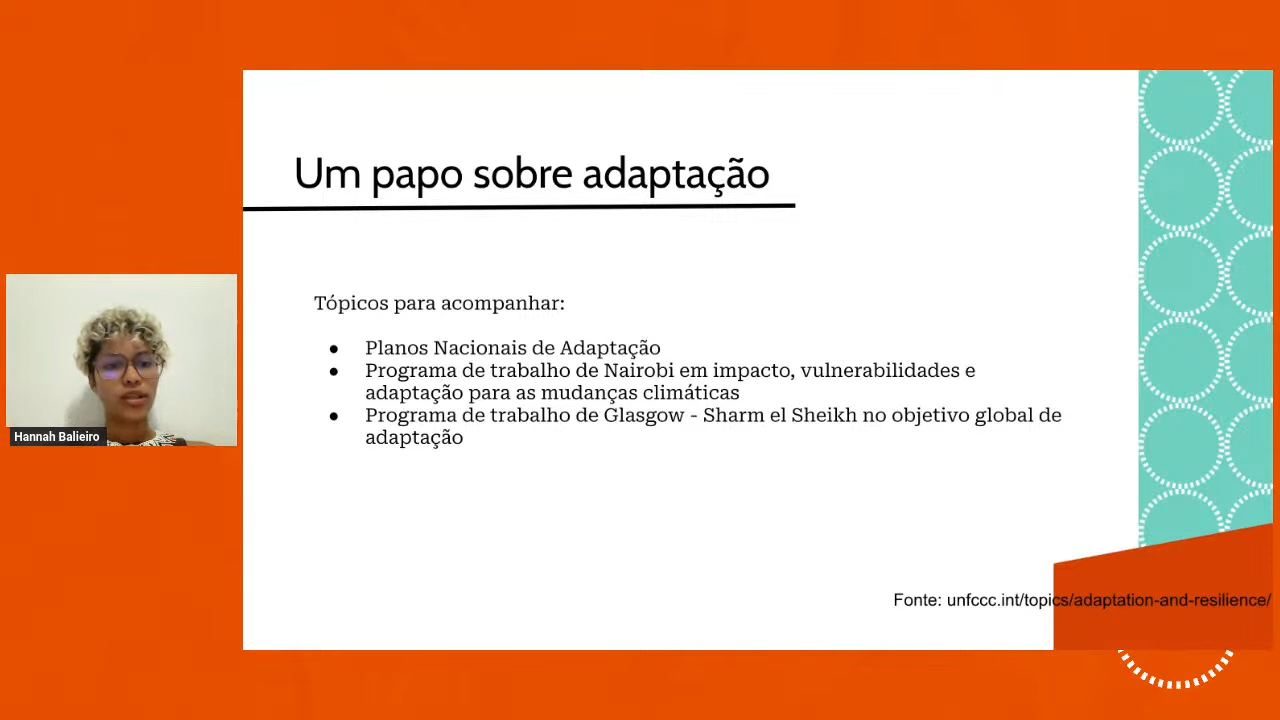 Um papo sobre adaptação
Tópicos para acompanhar:
● Planos Nacionais de Adaptação
● Programa de trabalho de Nairobi em impacto, vulnerabilidades e
adaptação para as mudanças climáticas
● Programa de trabalho de Glasgow - Sharm el Sheikh no objetivo global de
adaptação
Hannah Balieiro
Fonte: unfccc.int/topics/adaptation-and-resilience/